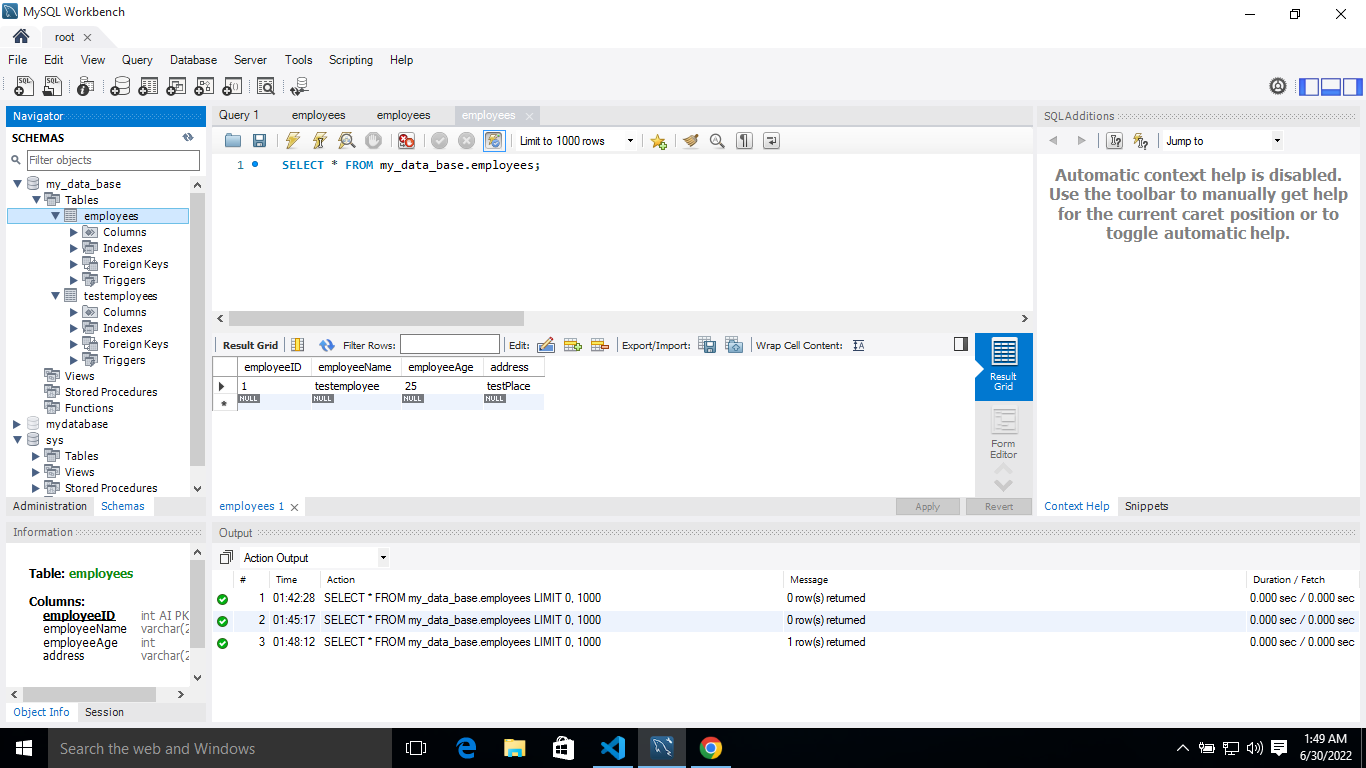 MySQL Workbench
root
File Edit View Query Database Server Tools Scripting Help
Navigator
SCHEMAS
Filter objects
my_data_base
Tables
employees
Columns
Indexes
Foreign Keys
Triggers
testemployees
Columns
Indexes
Foreign Keys
Triggers
Views
Stored Procedures
Functions
mydatabase
sys
Tables
Views
Stored Procedures
Administration Schemas
Information
Table: employees
Columns:
employeeID int AI PK
employeeName varchar(2
employeeAge int
address varchar(2
Object Info Session
Query 1 employees employees employees
Limit to 1000 rows
1 SELECT * FROM my_data_base.employees;
Result Grid Filter Rows: Edit: Export/Import: Wrap Cell Content: IA
employeeID employeeName employeeAge address
1 testemployee 25 testPlace
NULL NULL NULL NULL
Result
Grid
Form
Editor
employees 1 Apply Revert
SQLAdditions
Jump to
Automatic context help is disabled.
Use the toolbar to manually get help
for the current caret position or to
toggle automatic help.
Context Help Snippets
Output
Action Output
# Time Action Message Duration / Fetch
1 01:42:28 SELECT * FROM my_data_base.employees LIMIT 0, 1000 0 row(s) returned 0.000 sec / 0.000 sec
2 01:45:17 SELECT * FROM my_data_base.employees LIMIT 0, 1000 0 row(s) returned 0.000 sec / 0.000 sec
3 01:48:12 SELECT * FROM my_data_base.employees LIMIT 0, 1000 1 row(s) returned 0.000 sec / 0.000 sec
Search the web and Windows
1:49 AM
6/30/2022